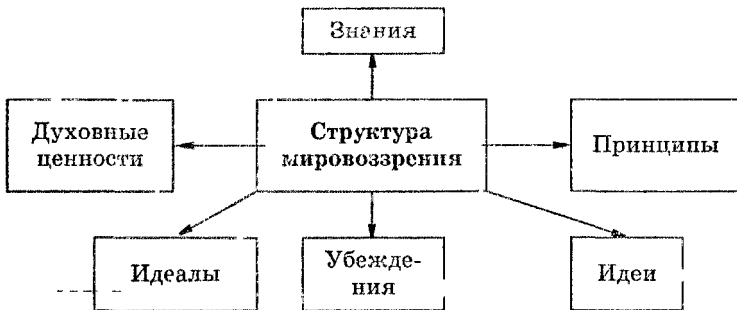 Знания
Духовные
ценности
Структура
мировоззрения
Принципы
Идеалы
Убежде-
ния
Идеи